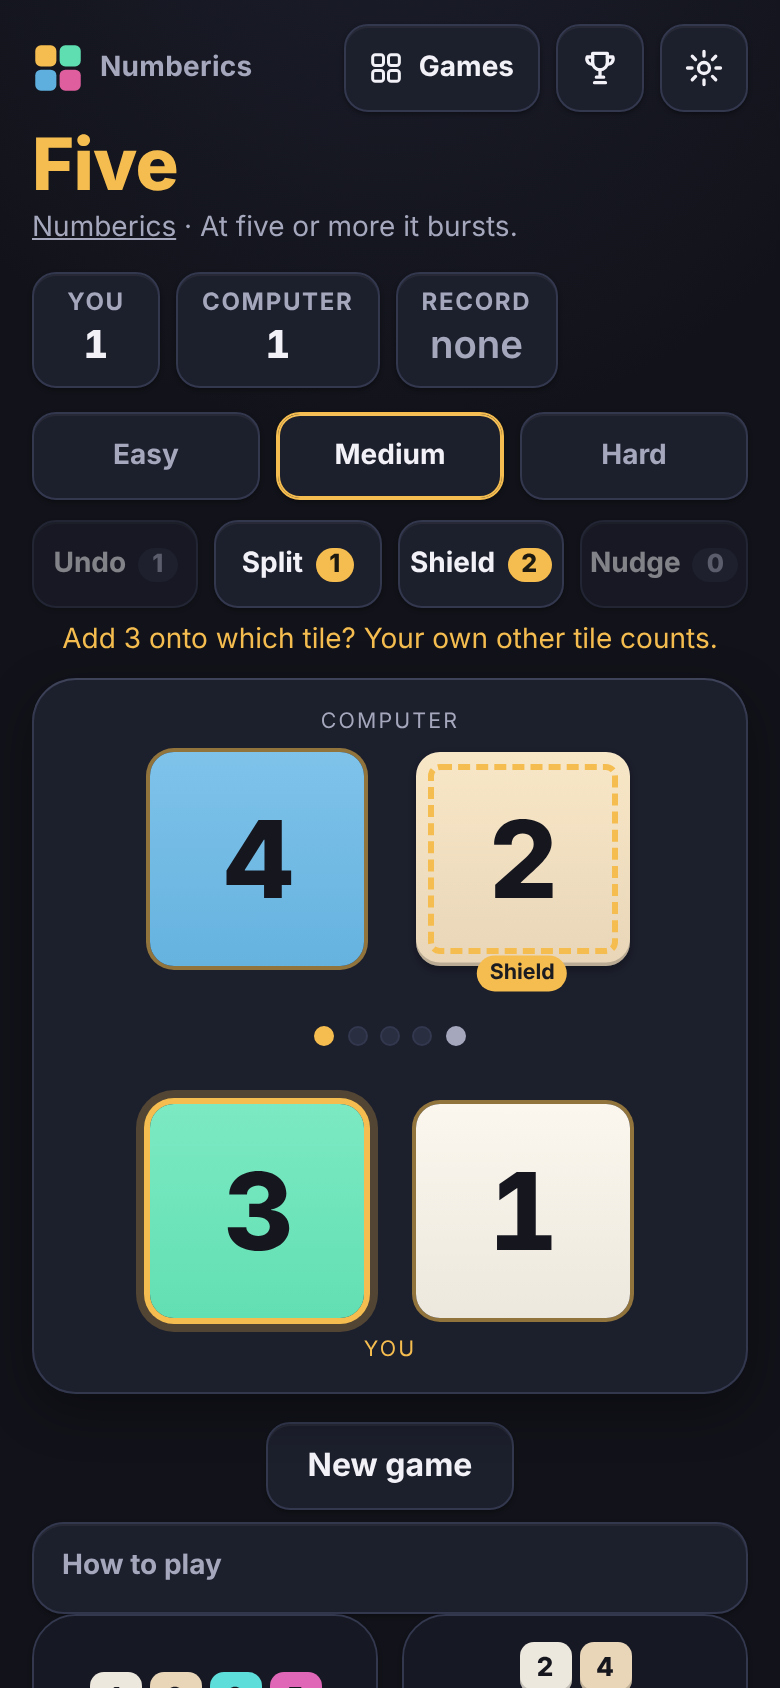 Numberics
Games
Five
Numberics · At five or more it bursts.
YOU
1
COMPUTER
1
RECORD
none
Easy
Medium
Hard
Undo 1
Split 1
Shield 2
Nudge 0
Add 3 onto which tile? Your own other tile counts.
COMPUTER
4
2
Shield
3
1
YOU
New game
How to play
2 4